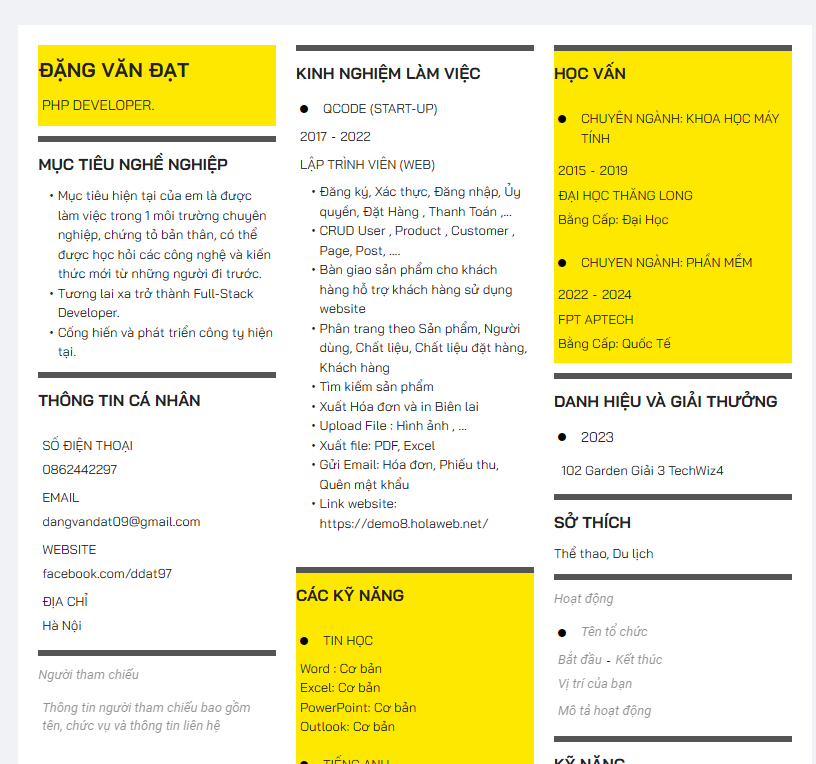 ĐẶNG VĂN ĐẠT
PHP DEVELOPER.
MỤC TIÊU NGHỀ NGHIỆP
• Mục tiêu hiện tại của em là được
làm việc trong 1 môi trường chuyên
nghiệp, chứng tỏ bản thân, có thể
được học hỏi các công nghệ và kiến
thức mới từ những người đi trước.
• Tương lai xa trở thành Full-Stack
Developer.
• Cống hiến và phát triển công ty hiện
tại.
THÔNG TIN CÁ NHÂN
SỐ ĐIỆN THOẠI
0862442297
EMAIL
dangvandat09@gmail.com
WEBSITE
facebook.com/ddat97
ĐỊA CHỈ
Hà Nội
Người tham chiếu
Thông tin người tham chiếu bao gồm
tên, chức vụ và thông tin liên hệ
KINH NGHIỆM LÀM VIỆC
● QCODE (START-UP)
2017 - 2022
LẬP TRÌNH VIÊN (WEB)
• Đăng ký, Xác thực, Đăng nhập, Ủy
quyền, Đặt Hàng , Thanh Toán ,...
• CRUD User , Product , Customer ,
Page, Post, ....
• Bàn giao sản phẩm cho khách
hàng hỗ trợ khách hàng sử dụng
website
• Phân trang theo Sản phẩm, Người
dùng, Chất liệu, Chất liệu đặt hàng,
Khách hàng
• Tìm kiếm sản phẩm
• Xuất Hóa đơn và in Biên lai
• Upload File : Hình ảnh , ...
• Xuất file: PDF, Excel
• Gửi Email: Hóa đơn, Phiếu thu,
Quên mật khẩu
• Link website:
https://demo8.holaweb.net/
CÁC KỸ NĂNG
● TIN HỌC
Word : Cơ bản
Excel: Cơ bản
PowerPoint: Cơ bản
Outlook: Cơ bản
● TIẾNG ANH
HỌC VẤN
● CHUYÊN NGÀNH: KHOA HỌC MÁY
TÍNH
2015 - 2019
ĐẠI HỌC THĂNG LONG
Bằng Cấp: Đại Học
● CHUYEN NGÀNH: PHẦN MỀM
2022 - 2024
FPT APTECH
Bằng Cấp: Quốc Tế
DANH HIỆU VÀ GIẢI THƯỞNG
● 2023
102 Garden Giải 3 TechWiz4
SỞ THÍCH
Thể thao, Du lịch
Hoạt động
● Tên tổ chức
Bắt đầu - Kết thúc
Vị trí của bạn
Mô tả hoạt động
KỸ NĂNG